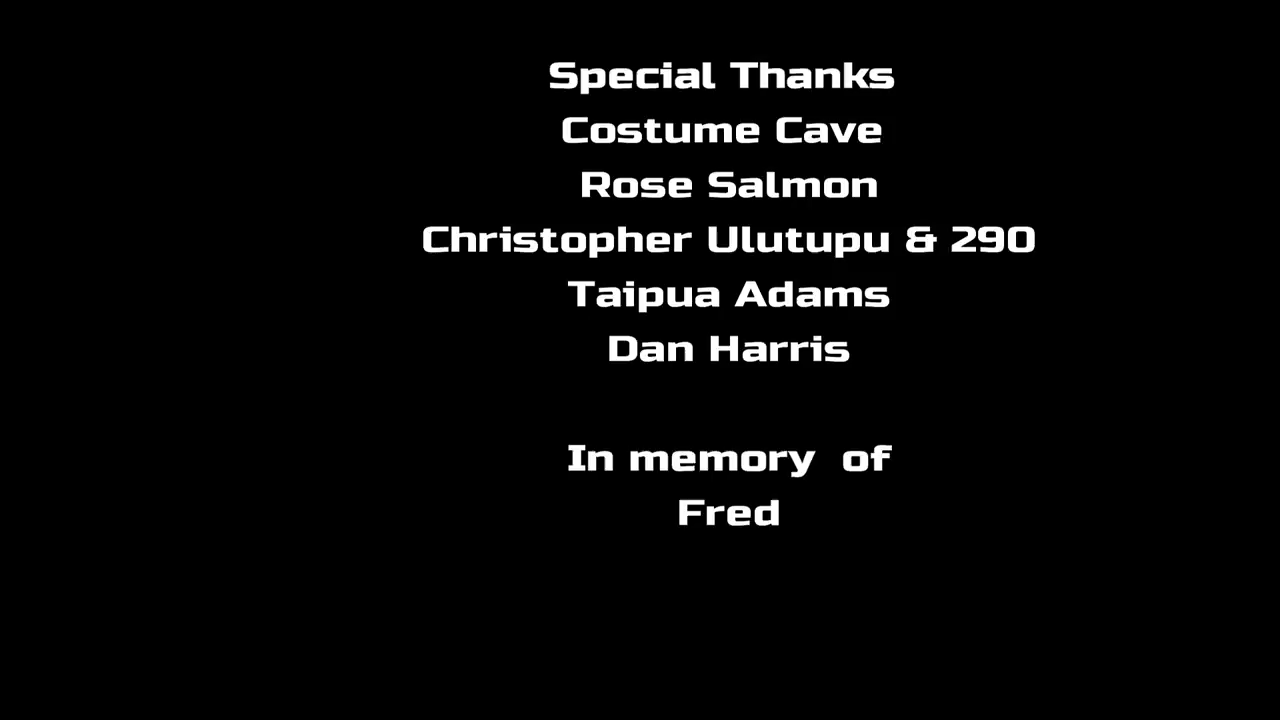 Special Thanks
Costume Cave
Rose Salmon
Christopher Ulutupu & 290
Taipua Adams
Dan Harris
In memory  of
Fred